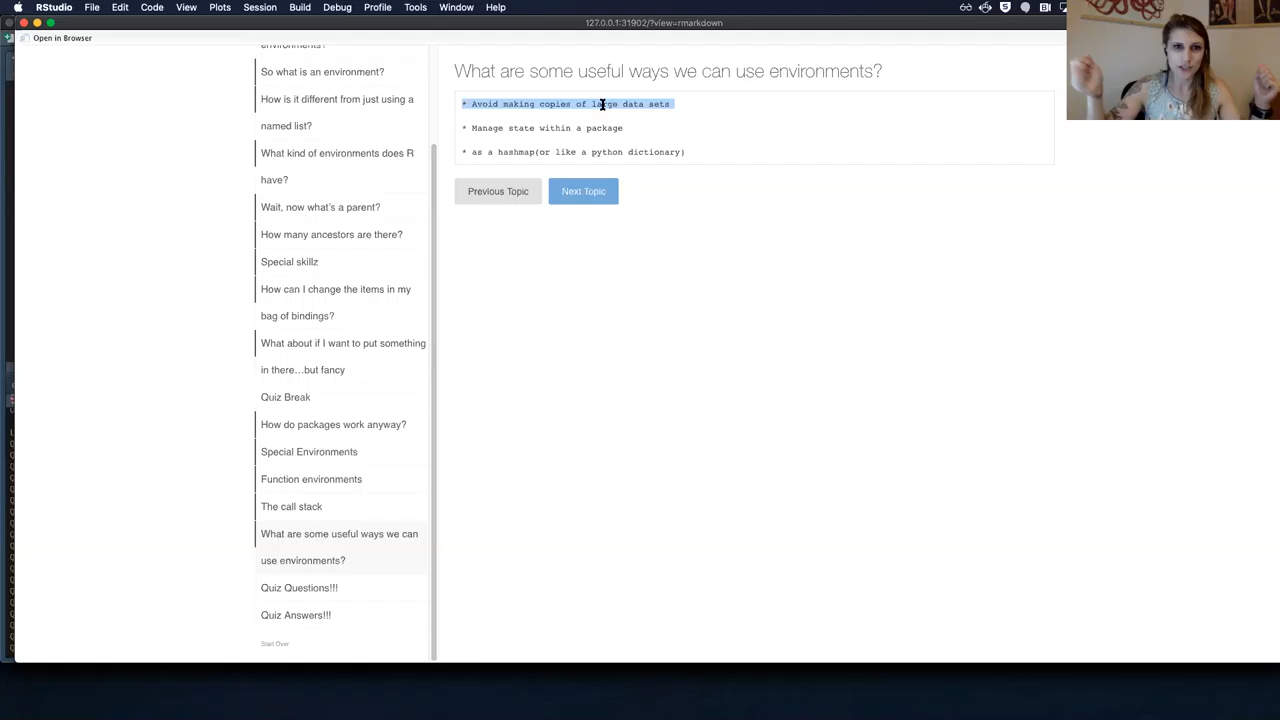 RStudio File Edit Code View Plots Session Build Debug Profile Tools Window Help
127.0.0.1:31902/?view=rmarkdown
Open in Browser
environments?
So what is an environment?
How is it different from just using a
named list?
What kind of environments does R
have?
Wait, now what's a parent?
How many ancestors are there?
Special skillz
How can I change the items in my
bag of bindings?
What about if I want to put something
in there…but fancy
Quiz Break
How do packages work anyway?
Special Environments
Function environments
The call stack
What are some useful ways we can
use environments?
Quiz Questions!!!
Quiz Answers!!!
Start Over
What are some useful ways we can use environments?
* Avoid making copies of large data sets
* Manage state within a package
* as a hashmap(or like a python dictionary)
Previous Topic Next Topic